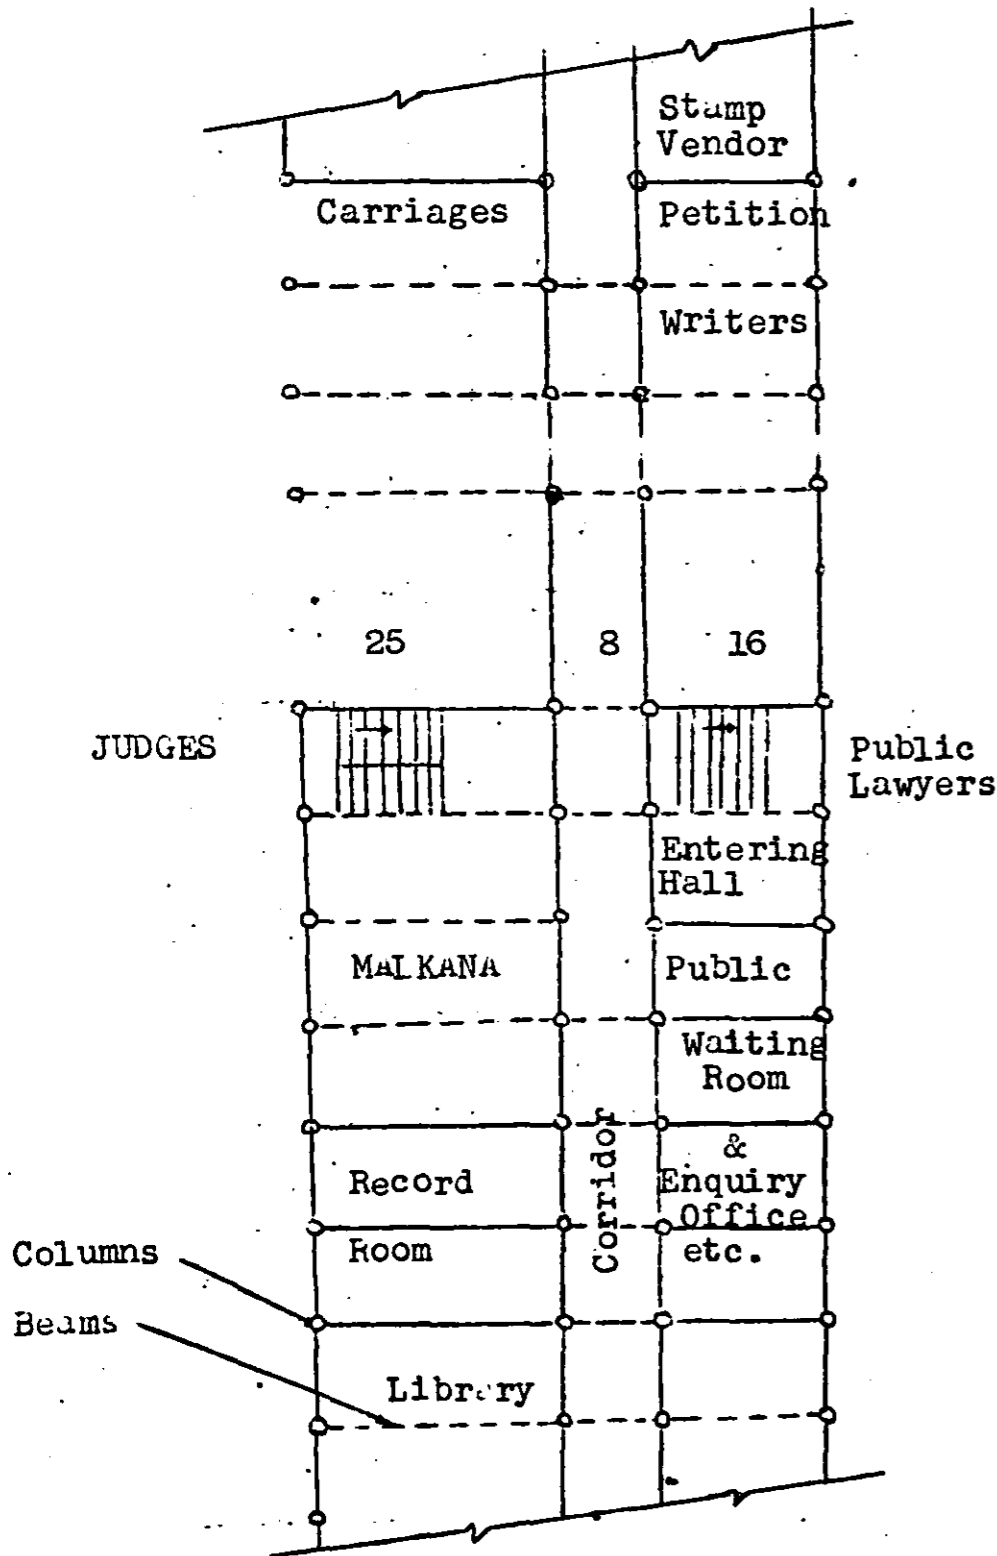 Stamp
Vendor
Carriages
Petition
Writers
25 8 16
JUDGES
Public
Lawyers
Entering
Hall
MALKANA
Public
Waiting
Room
Corridor
Record
Room
&
Enquiry
Office
etc.
Columns
Beams
Library